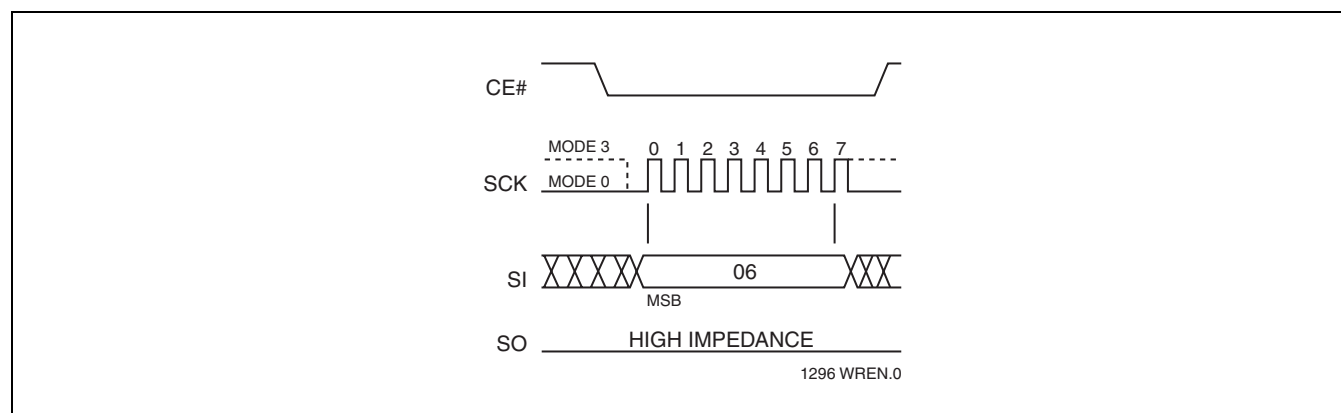 CE#
MODE 3
0 1 2 3 4 5 6 7
SCK
MODE 0
SI
06
MSB
SO
HIGH IMPEDANCE
1296 WREN.0